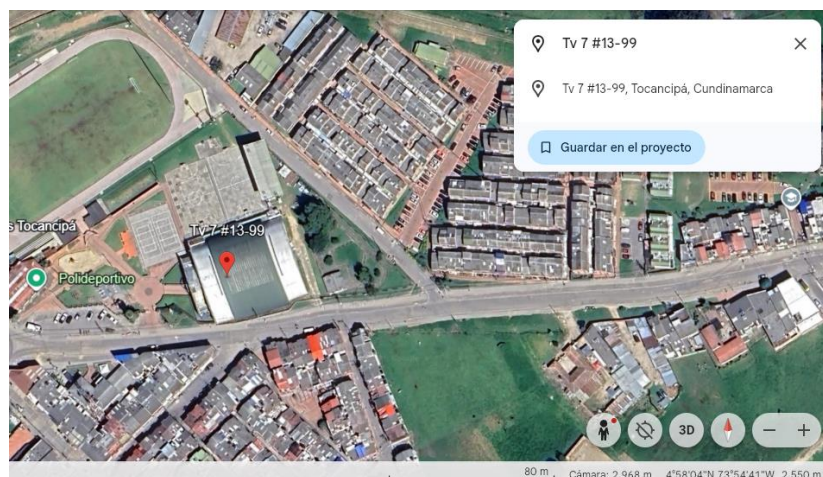 Tv 7 #13-99
Tv 7 #13-99, Tocancipá, Cundinamarca
Guardar en el proyecto
s Tocancipá
Tv 7 #13-99
Polideportivo
3D
80 m
Cámara: 2.968 m 4°58'04"N 73°54'41"W 2.550 m